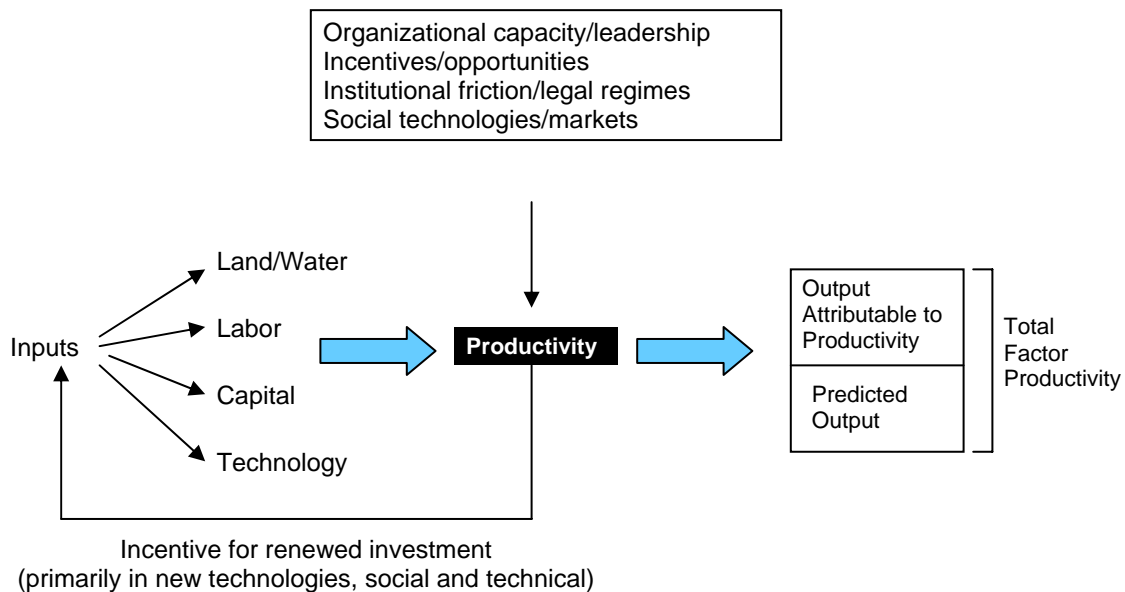 Organizational capacity/leadership
Incentives/opportunities
Institutional friction/legal regimes
Social technologies/markets
Inputs
Land/Water
Labor
Capital
Technology
Productivity
Output
Attributable to
Productivity
Predicted
Output
Total
Factor
Productivity
Incentive for renewed investment
(primarily in new technologies, social and technical)